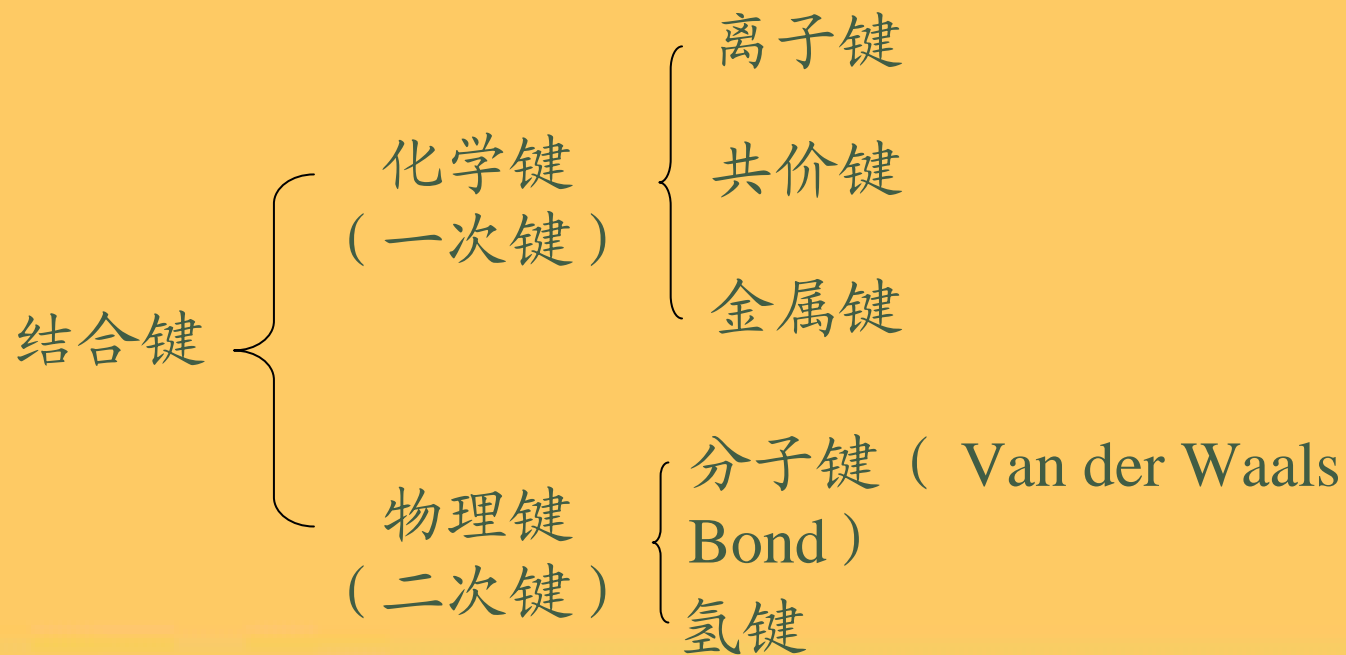 结合键
化学键
（一次键）
离子键
共价键
金属键
物理键
（二次键）
分子键（ Van der Waals
Bond）
氢键